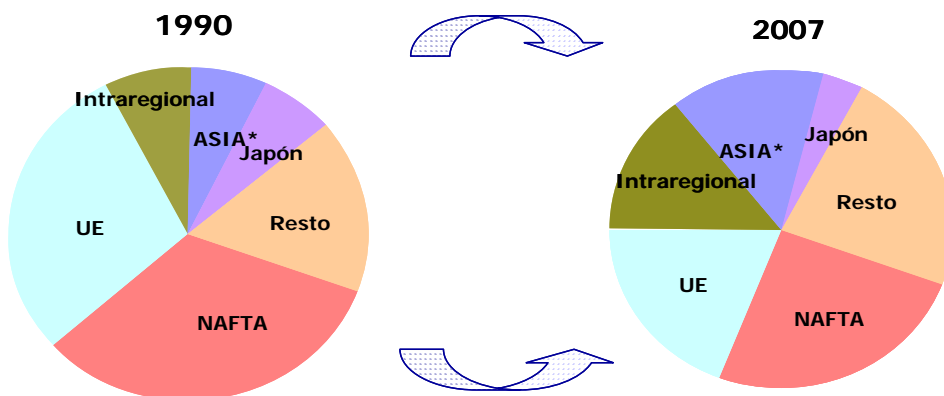 1990
Intraregional
ASIA*
Japón
UE
Resto
NAFTA
2007
ASIA*
Japón
Intraregional
Resto
UE
NAFTA